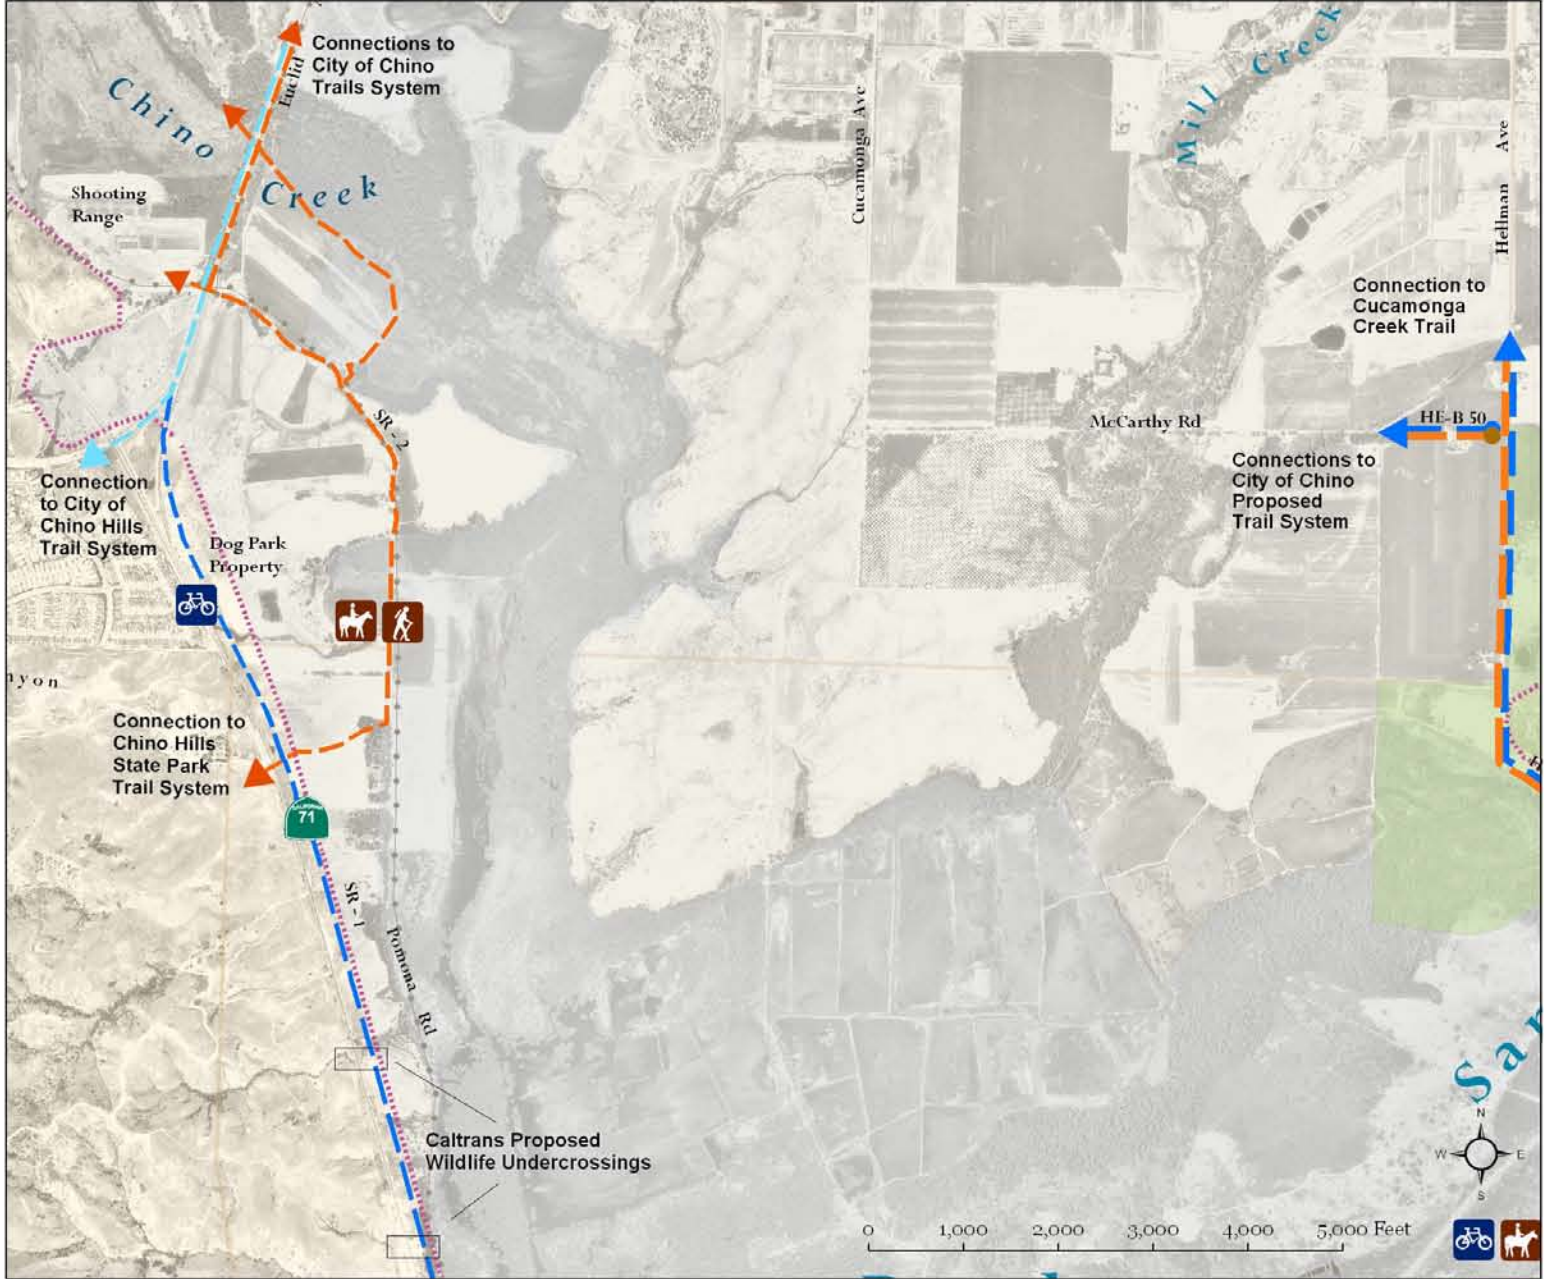 Connections to
City of Chino
Trails System
Euclid
Chino
Creek
Shooting
Range
Cucamonga Ave
Mill Creek
Hellman Ave
Connection to
Cucamonga
Creek Trail
HE-B 50
McCarthy Rd
SR - 2
Connections to
City of Chino
Proposed
Trail System
Connection
to City of
Chino Hills
Trail System
Dog Park
Property
nyon
Connection to
Chino Hills
State Park
Trail System
CALIFORNIA
71
SR - 1
Pomona Rd
San
Caltrans Proposed
Wildlife Undercrossings
N
W E
S
0 1,000 2,000 3,000 4,000 5,000 Feet